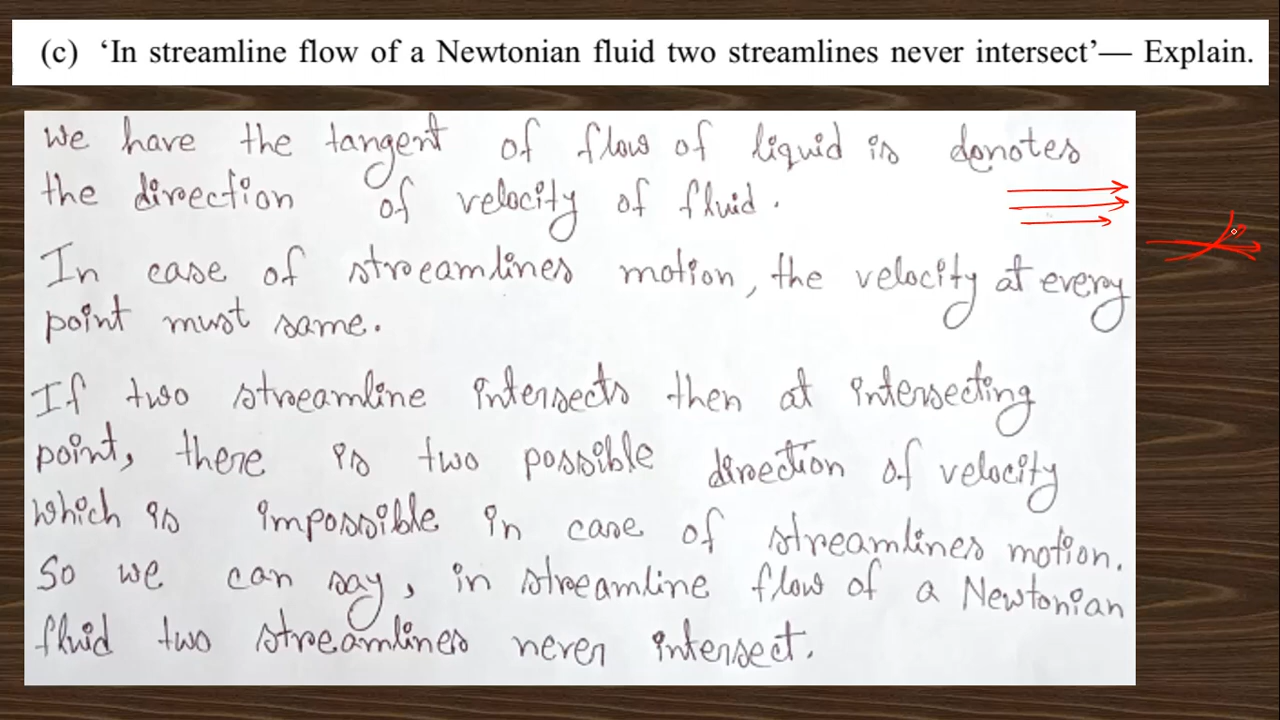 (c) ‘In streamline flow of a Newtonian fluid two streamlines never intersect’— Explain.
We have the tangent of flow of liquid is denotes
the direction of velocity of fluid.
In case of streamlines motion, the velocity at every
point must same.
If two streamline intersects then at intersecting
point, there is two possible direction of velocity
which is impossible in case of streamlines motion.
So we can say, in streamline flow of a Newtonian
fluid two streamlines never intersect.